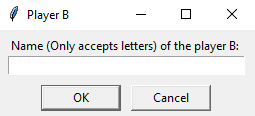 Player B
Name (Only accepts letters) of the player B:
OK
Cancel